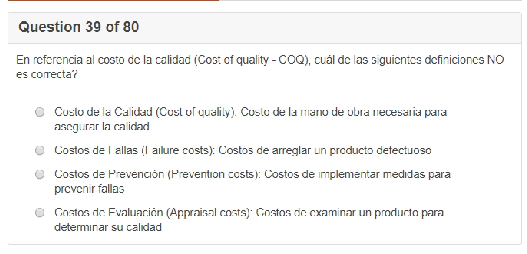 Question 39 of 80
En referencia al costo de la calidad (Cost of quality - COQ), cuál de las siguientes definiciones NO
es correcta?
Costo de la Calidad (Cost of quality): Costo de la mano de obra necesaria para
asegurar la calidad
Costos de Fallas (Failure costs): Costos de arreglar un producto defectuoso
Costos de Prevención (Prevention costs): Costos de implementar medidas para
prevenir fallas
Costos de Evaluación (Appraisal costs): Costos de examinar un producto para
determinar su calidad